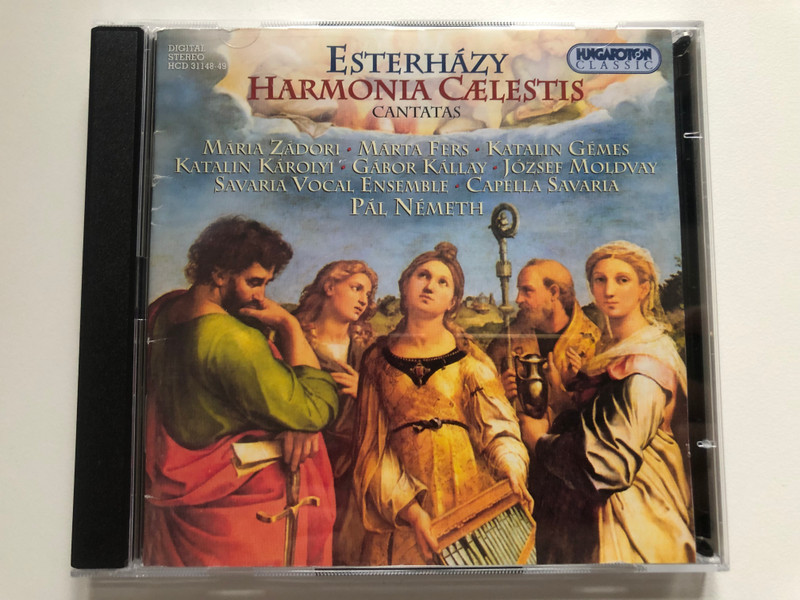 DIGITAL
STEREO
HCD 31148-49
HUNGAROTON
CLASSIC
ESTERHÁZY
HARMONIA CÆLESTIS
CANTATAS
MÁRIA ZÁDORI · MÁRTA FERS · KATALIN GÉMES
KATALIN KÁROLYI · GÁBOR KÁLLAY · JÓZSEF MOLDVAY
SAVARIA VOCAL ENSEMBLE · CAPELLA SAVARIA
PÁL NÉMETH